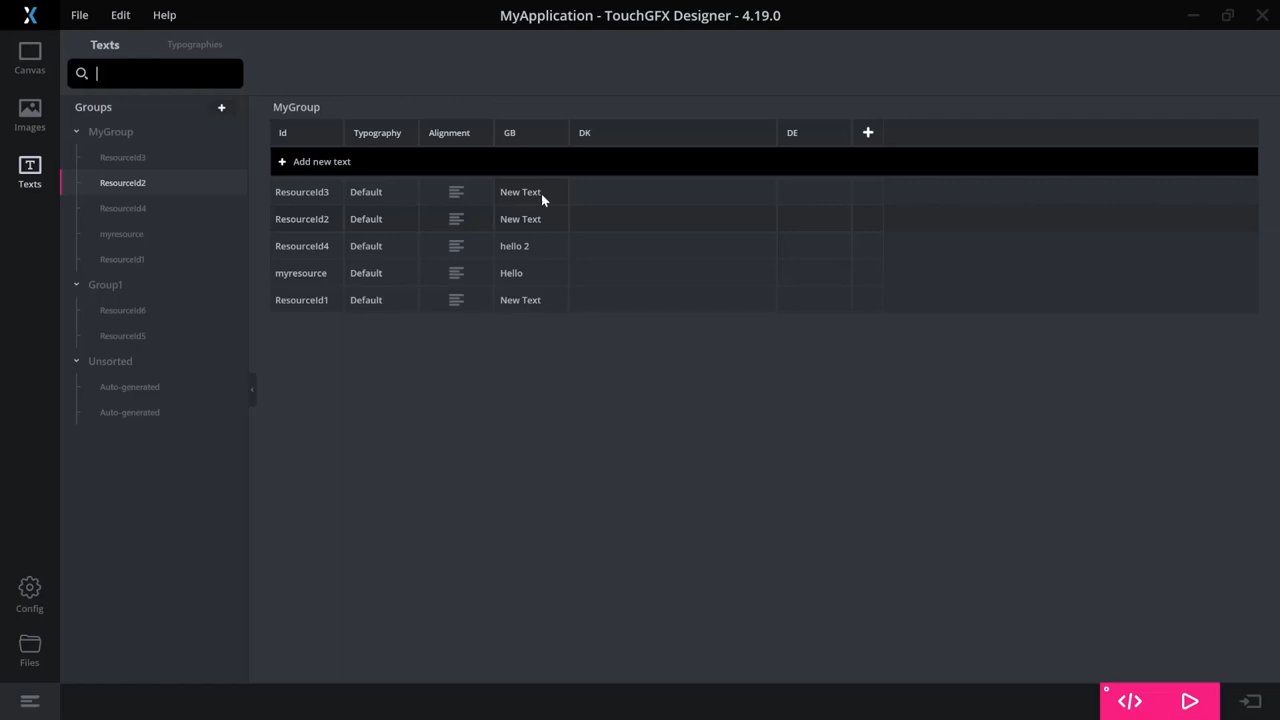 File Edit Help MyApplication - TouchGFX Designer - 4.19.0
Canvas
Images
Texts
Config
Files
Texts Typographies
Groups +
MyGroup
ResourceId3
ResourceId2
ResourceId4
myresource
ResourceId1
Group1
ResourceId6
ResourceId5
Unsorted
Auto-generated
Auto-generated
MyGroup
Id Typography Alignment GB DK DE +
+ Add new text
ResourceId3 Default New Text
ResourceId2 Default New Text
ResourceId4 Default hello 2
myresource Default Hello
ResourceId1 Default New Text